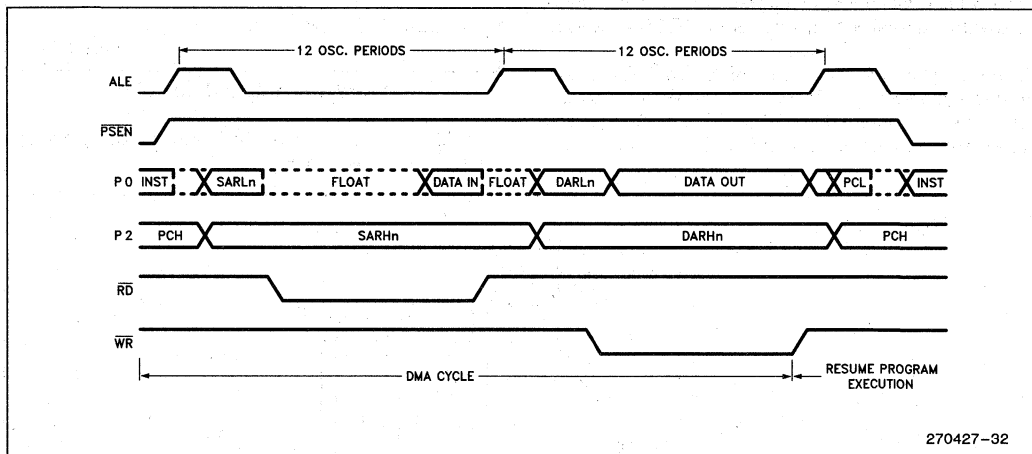 12 OSC. PERIODS 12 OSC. PERIODS
ALE
PSEN
P0 INST SARLn FLOAT DATA IN FLOAT DARLn DATA OUT PCL INST
P2 PCH SARHn DARHn PCH
RD
WR
DMA CYCLE RESUME PROGRAM
EXECUTION
270427-32